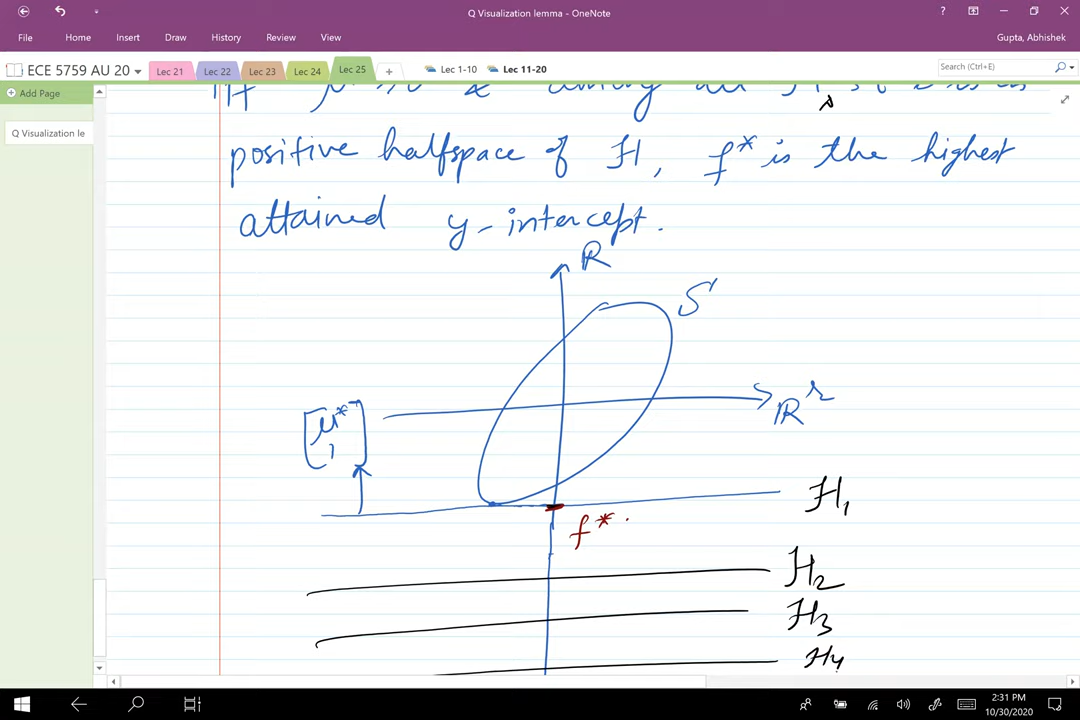 Q Visualization lemma - OneNote
?
File
Home
Insert
Draw
History
Review
View
Gupta, Abhishek
ECE 5759 AU 20
Lec 21
Lec 22
Lec 23
Lec 24
Lec 25
+
Lec 1-10
Lec 11-20
Search (Ctrl+E)
Add Page
Q Visualization le
positive halfspace of H, f* is the highest
attained y-intercept.
R
S
[μ* 1]
R^r
H1
f*
H2
H3
H4
2:31 PM
10/30/2020